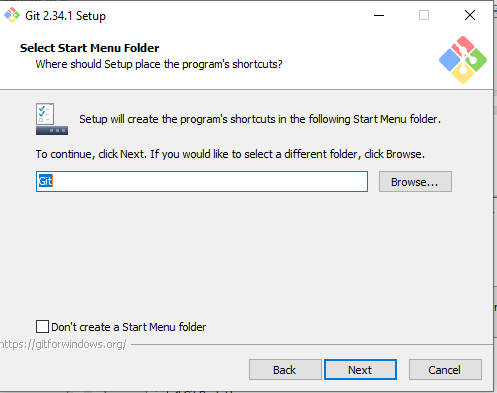 Git 2.34.1 Setup
Select Start Menu Folder
Where should Setup place the program's shortcuts?
Setup will create the program's shortcuts in the following Start Menu folder.
To continue, click Next. If you would like to select a different folder, click Browse.
Git
Browse...
Don't create a Start Menu folder
https://gitforwindows.org/
Back
Next
Cancel